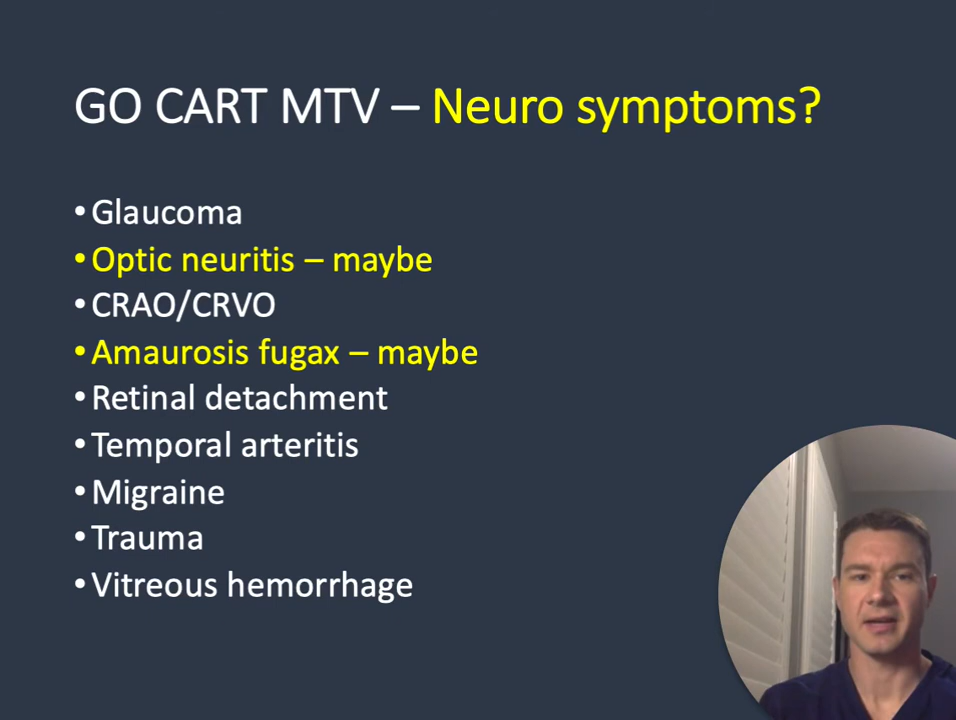 GO CART MTV – Neuro symptoms?
•Glaucoma
•Optic neuritis – maybe
•CRAO/CRVO
•Amaurosis fugax – maybe
•Retinal detachment
•Temporal arteritis
•Migraine
•Trauma
•Vitreous hemorrhage